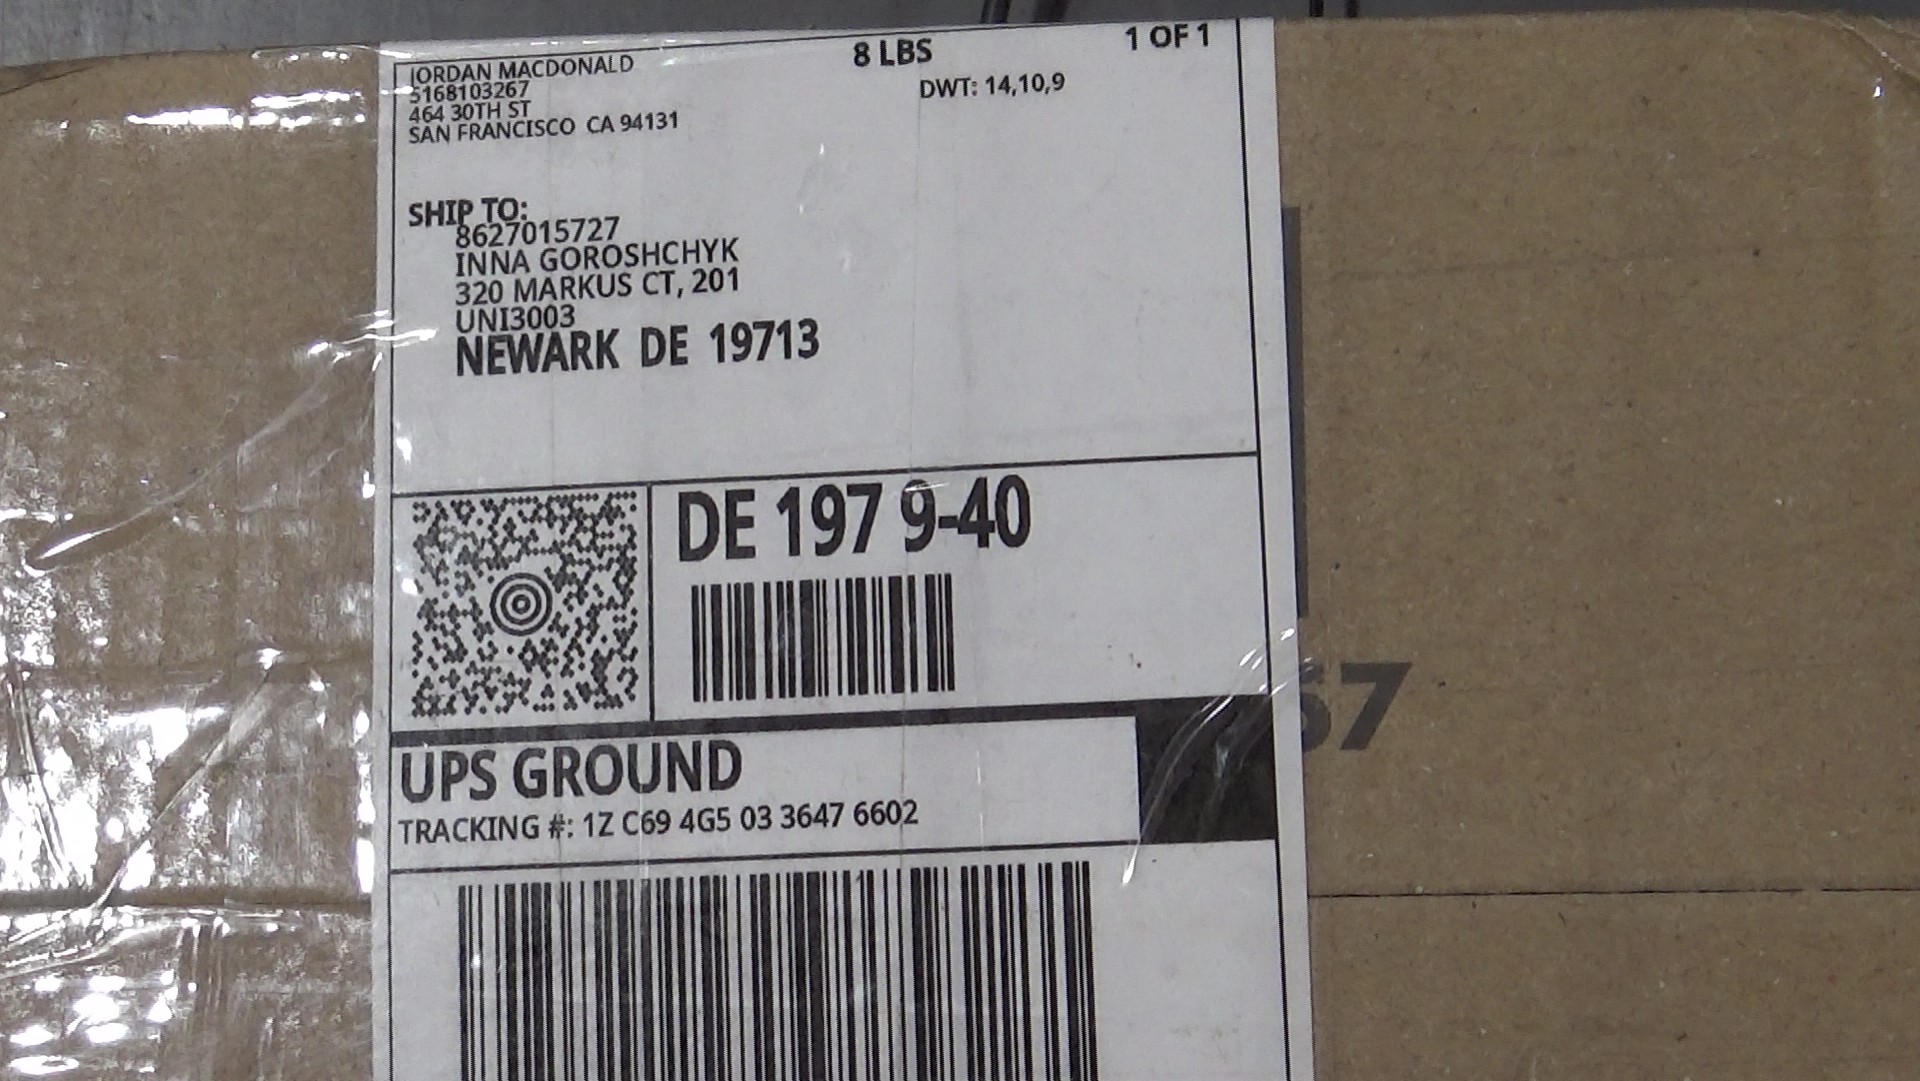 JORDAN MACDONALD
5168103267
464 30TH ST
SAN FRANCISCO CA 94131
8 LBS
1 OF 1
DWT: 14,10,9
SHIP TO:
8627015727
INNA GOROSHCHYK
320 MARKUS CT, 201
UNI3003
NEWARK DE 19713
DE 197 9-40
UPS GROUND
TRACKING #: 1Z C69 4G5 03 3647 6602